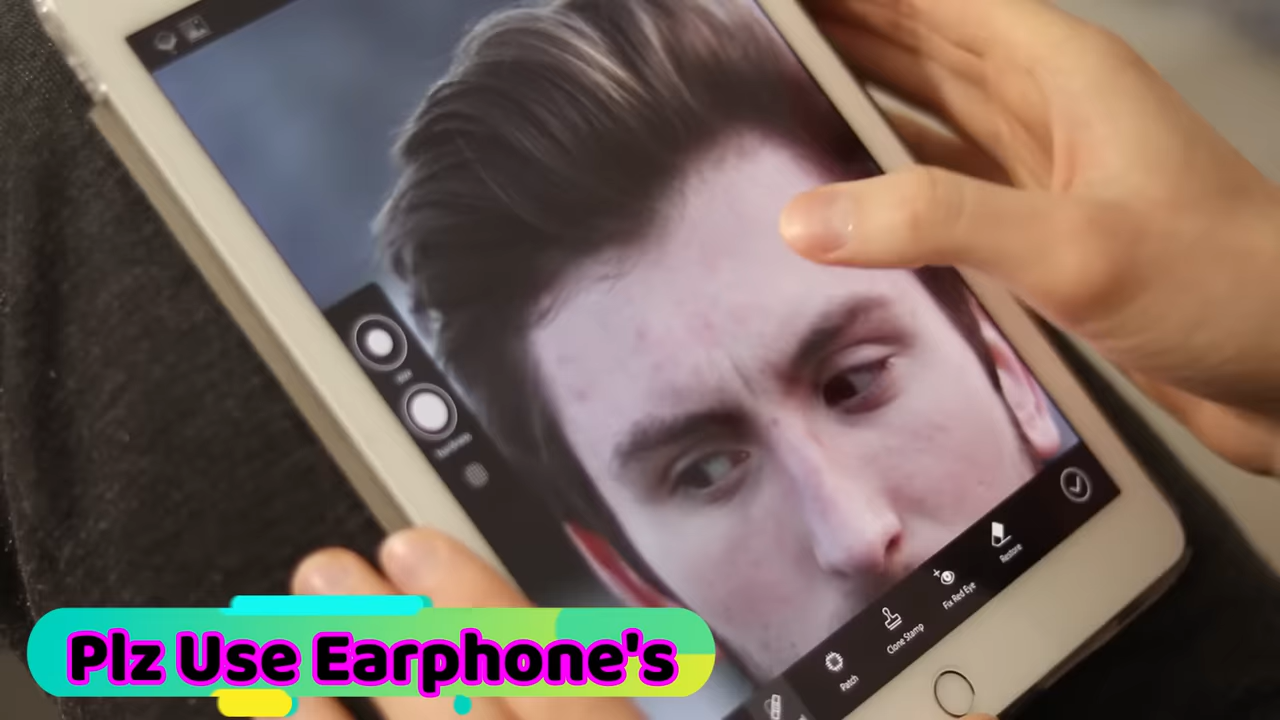 Restore
Fix Red Eye
Clone Stamp
Patch
Plz Use Earphone's